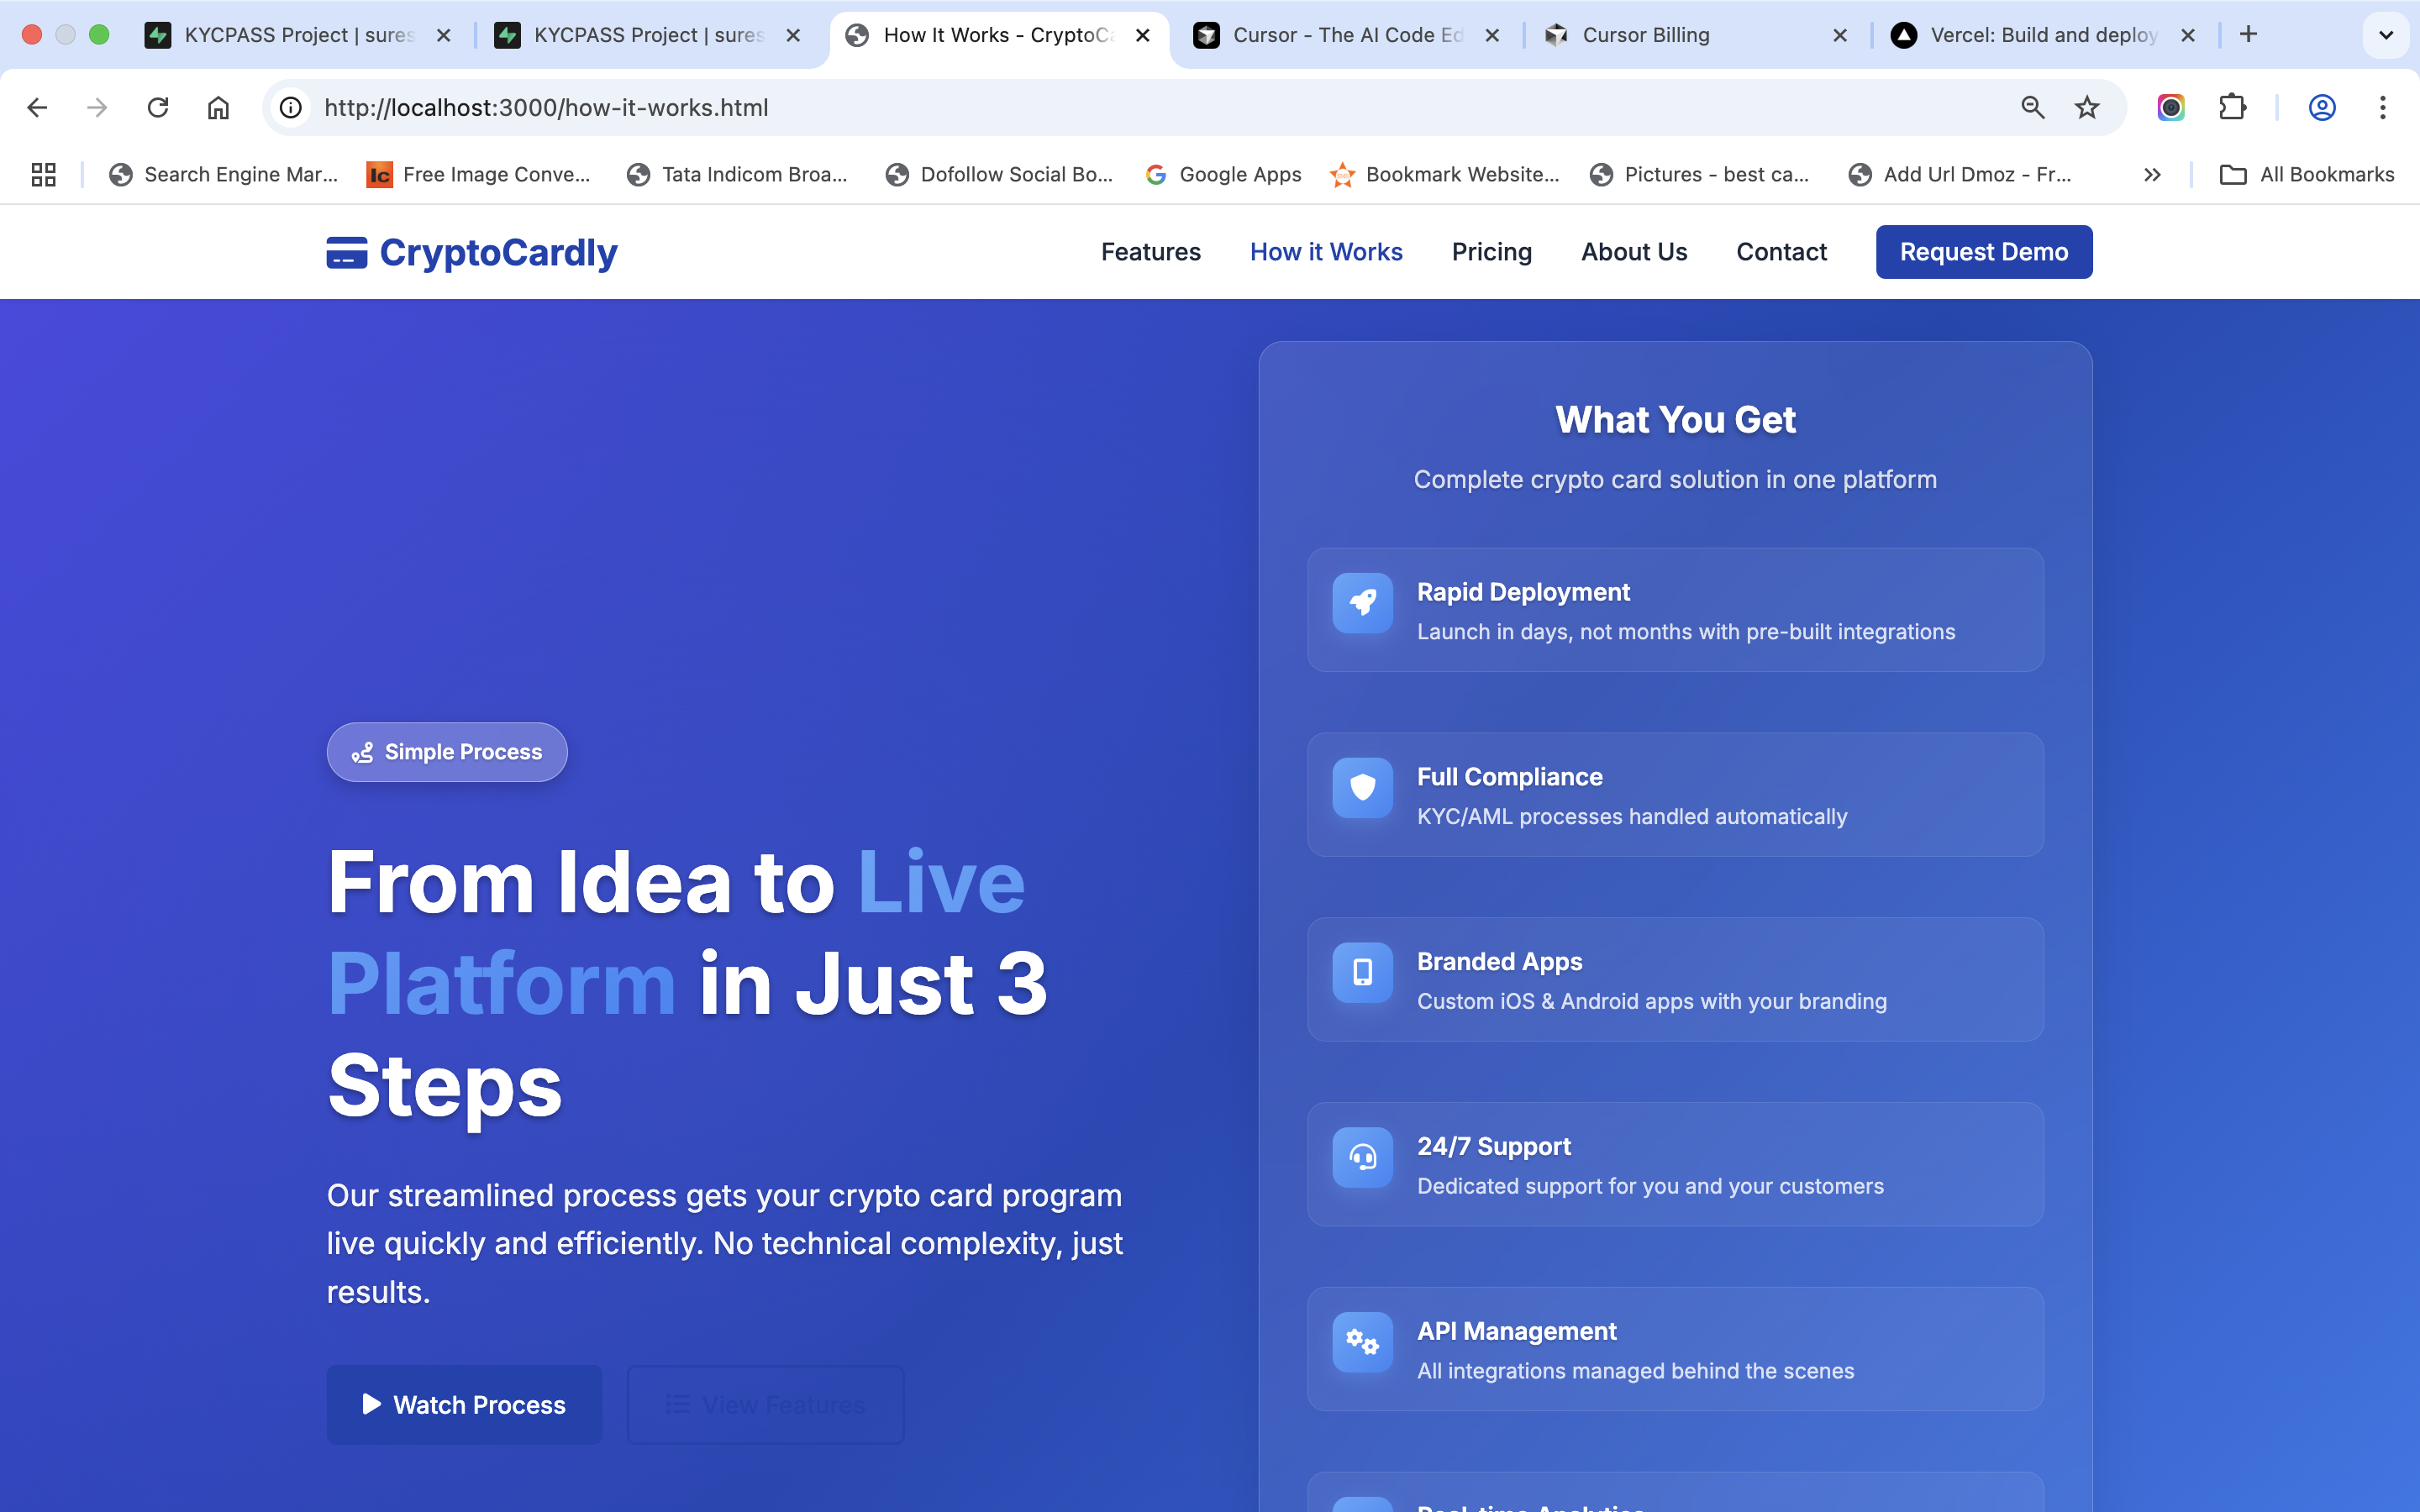 KYCPASS Project | sures
KYCPASS Project | sures
How It Works - CryptoCa
Cursor - The AI Code Ed
Cursor Billing
Vercel: Build and deploy
http://localhost:3000/how-it-works.html
Search Engine Mar...
Free Image Conve...
Tata Indicom Broa...
Dofollow Social Bo...
Google Apps
Bookmark Website...
Pictures - best ca...
Add Url Dmoz - Fr...
All Bookmarks
CryptoCardly
Features
How it Works
Pricing
About Us
Contact
Request Demo
Simple Process
From Idea to Live
Platform in Just 3
Steps
Our streamlined process gets your crypto card program
live quickly and efficiently. No technical complexity, just
results.
Watch Process
View Features
What You Get
Complete crypto card solution in one platform
Rapid Deployment
Launch in days, not months with pre-built integrations
Full Compliance
KYC/AML processes handled automatically
Branded Apps
Custom iOS & Android apps with your branding
24/7 Support
Dedicated support for you and your customers
API Management
All integrations managed behind the scenes
Real-time Analytics